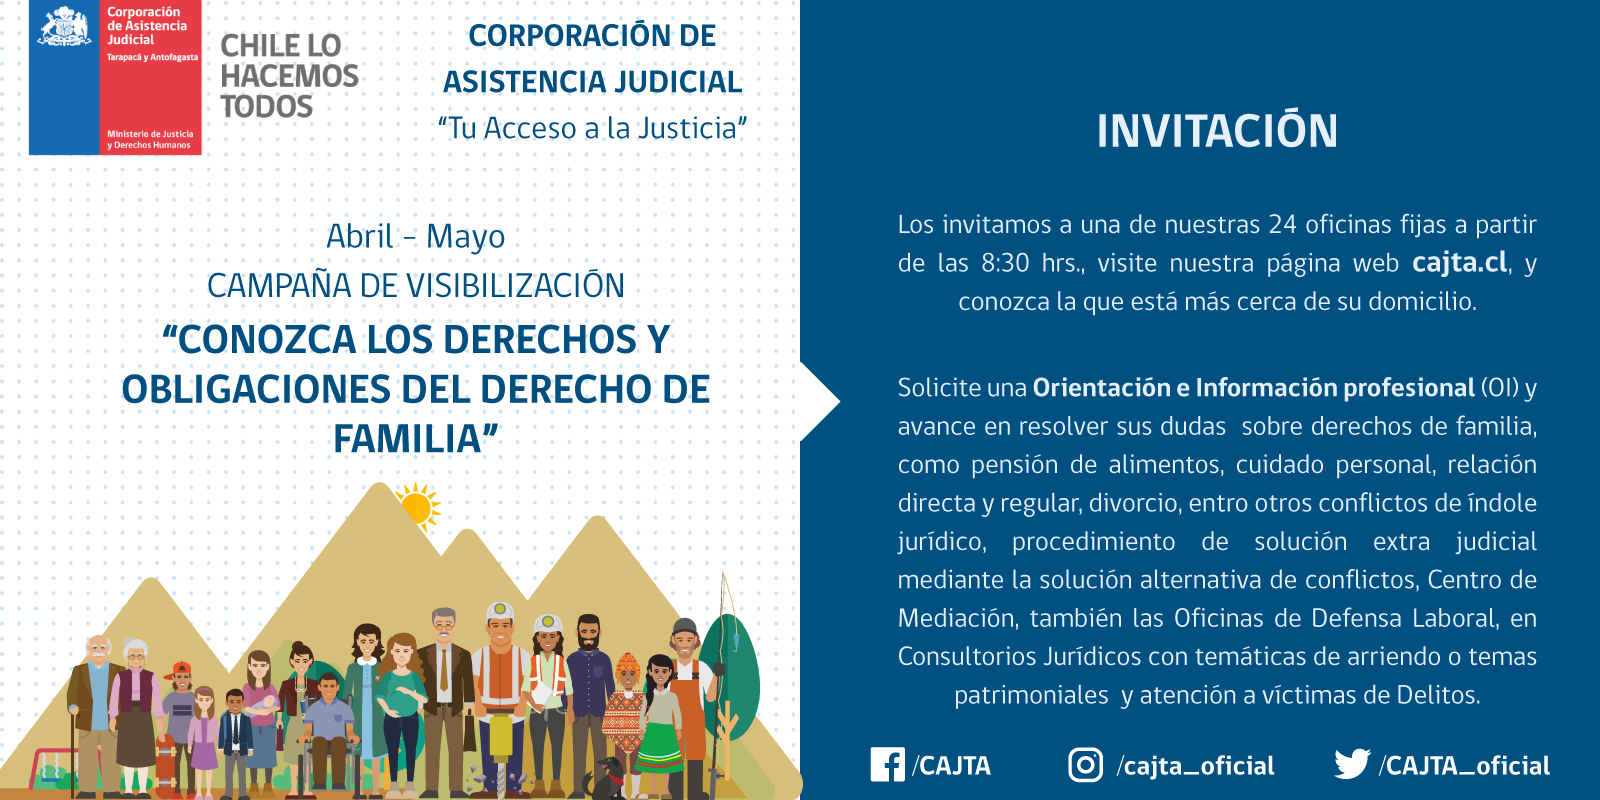 Corporación
de Asistencia
Judicial
Tarapacá y Antofagasta
Ministerio de Justicia
y Derechos Humanos
CHILE LO
HACEMOS
TODOS
CORPORACIÓN DE
ASISTENCIA JUDICIAL
“Tu Acceso a la Justicia”
Abril - Mayo
CAMPAÑA DE VISIBILIZACIÓN
“CONOZCA LOS DERECHOS Y
OBLIGACIONES DEL DERECHO DE
FAMILIA”
INVITACIÓN
Los invitamos a una de nuestras 24 oficinas fijas a partir
de las 8:30 hrs., visite nuestra página web cajta.cl, y
conozca la que está más cerca de su domicilio.
Solicite una Orientación e Información profesional (OI) y
avance en resolver sus dudas sobre derechos de familia,
como pensión de alimentos, cuidado personal, relación
directa y regular, divorcio, entro otros conflictos de índole
jurídico, procedimiento de solución extra judicial
mediante la solución alternativa de conflictos, Centro de
Mediación, también las Oficinas de Defensa Laboral, en
Consultorios Jurídicos con temáticas de arriendo o temas
patrimoniales y atención a víctimas de Delitos.
/CAJTA
/cajta_oficial
/CAJTA_oficial